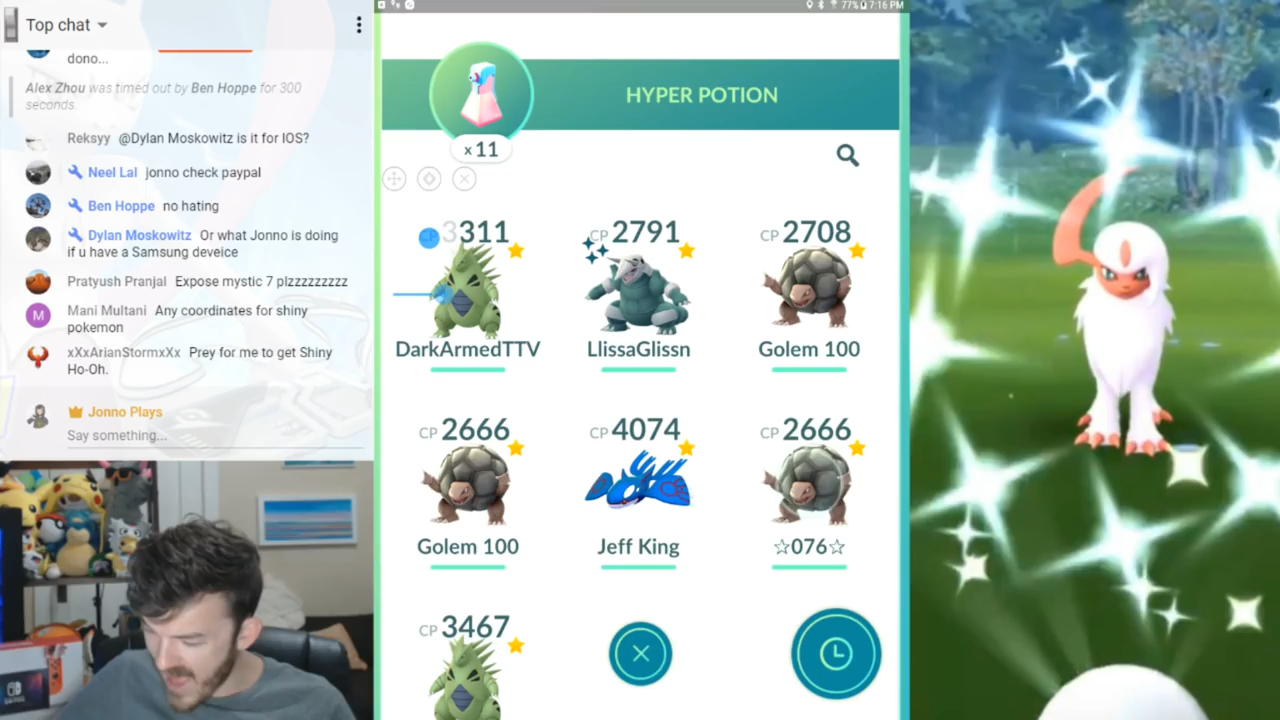 Top chat
dono...
Alex Zhou was timed out by Ben Hoppe for 300
seconds.
Reksyy @Dylan Moskowitz is it for IOS?
Neel Lal jonno check paypal
Ben Hoppe no hating
Dylan Moskowitz Or what Jonno is doing
if u have a Samsung deveice
Pratyush Pranjal Expose mystic 7 plzzzzzzzz
M
Mani Multani Any coordinates for shiny
pokemon
xXxArianStormxXx Prey for me to get Shiny
Ho-Oh.
Jonno Plays
Say something...
77% 7:16 PM
HYPER POTION
x 11
CP 3311
CP 2791
CP 2708
DarkArmedTTV
LlissaGlissn
Golem 100
CP 2666
CP 4074
CP 2666
Golem 100
Jeff King
☆076☆
CP 3467